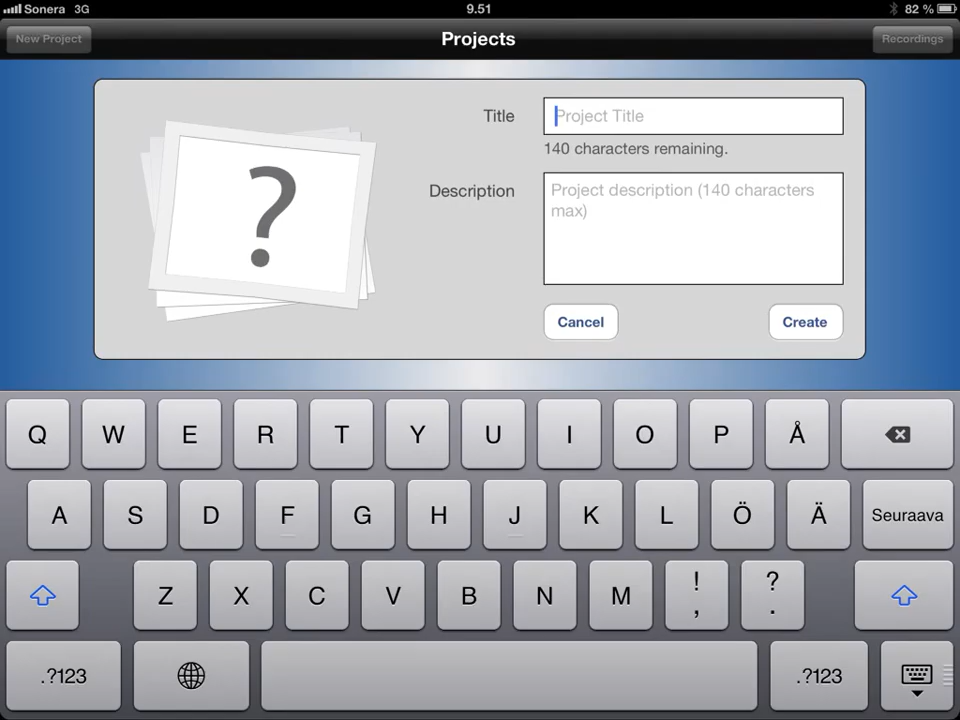 Sonera 3G 9.51 82 %
New Project Projects Recordings
Title Project Title
140 characters remaining.
Description Project description (140 characters
max)
?
Cancel Create
Q W E R T Y U I O P Å
A S D F G H J K L Ö Ä Seuraava
Z X C V B N M ! , ? .
.?123 .?123